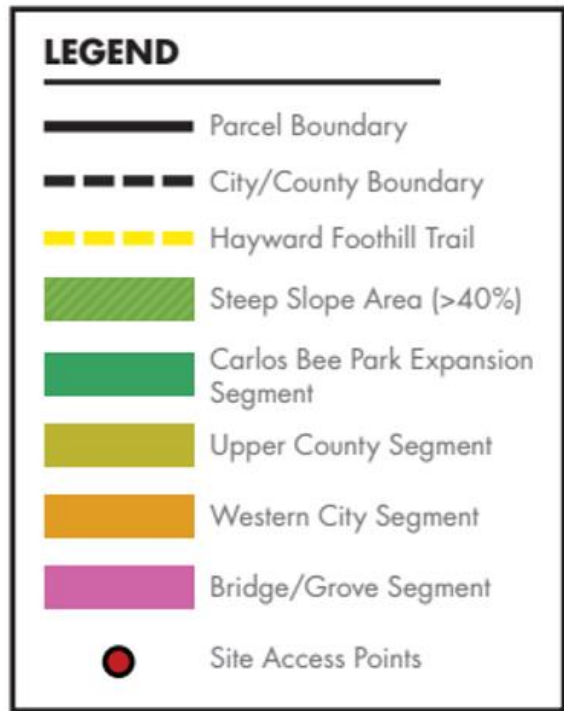 LEGEND
Parcel Boundary
City/County Boundary
Hayward Foothill Trail
Steep Slope Area (>40%)
Carlos Bee Park Expansion
Segment
Upper County Segment
Western City Segment
Bridge/Grove Segment
Site Access Points